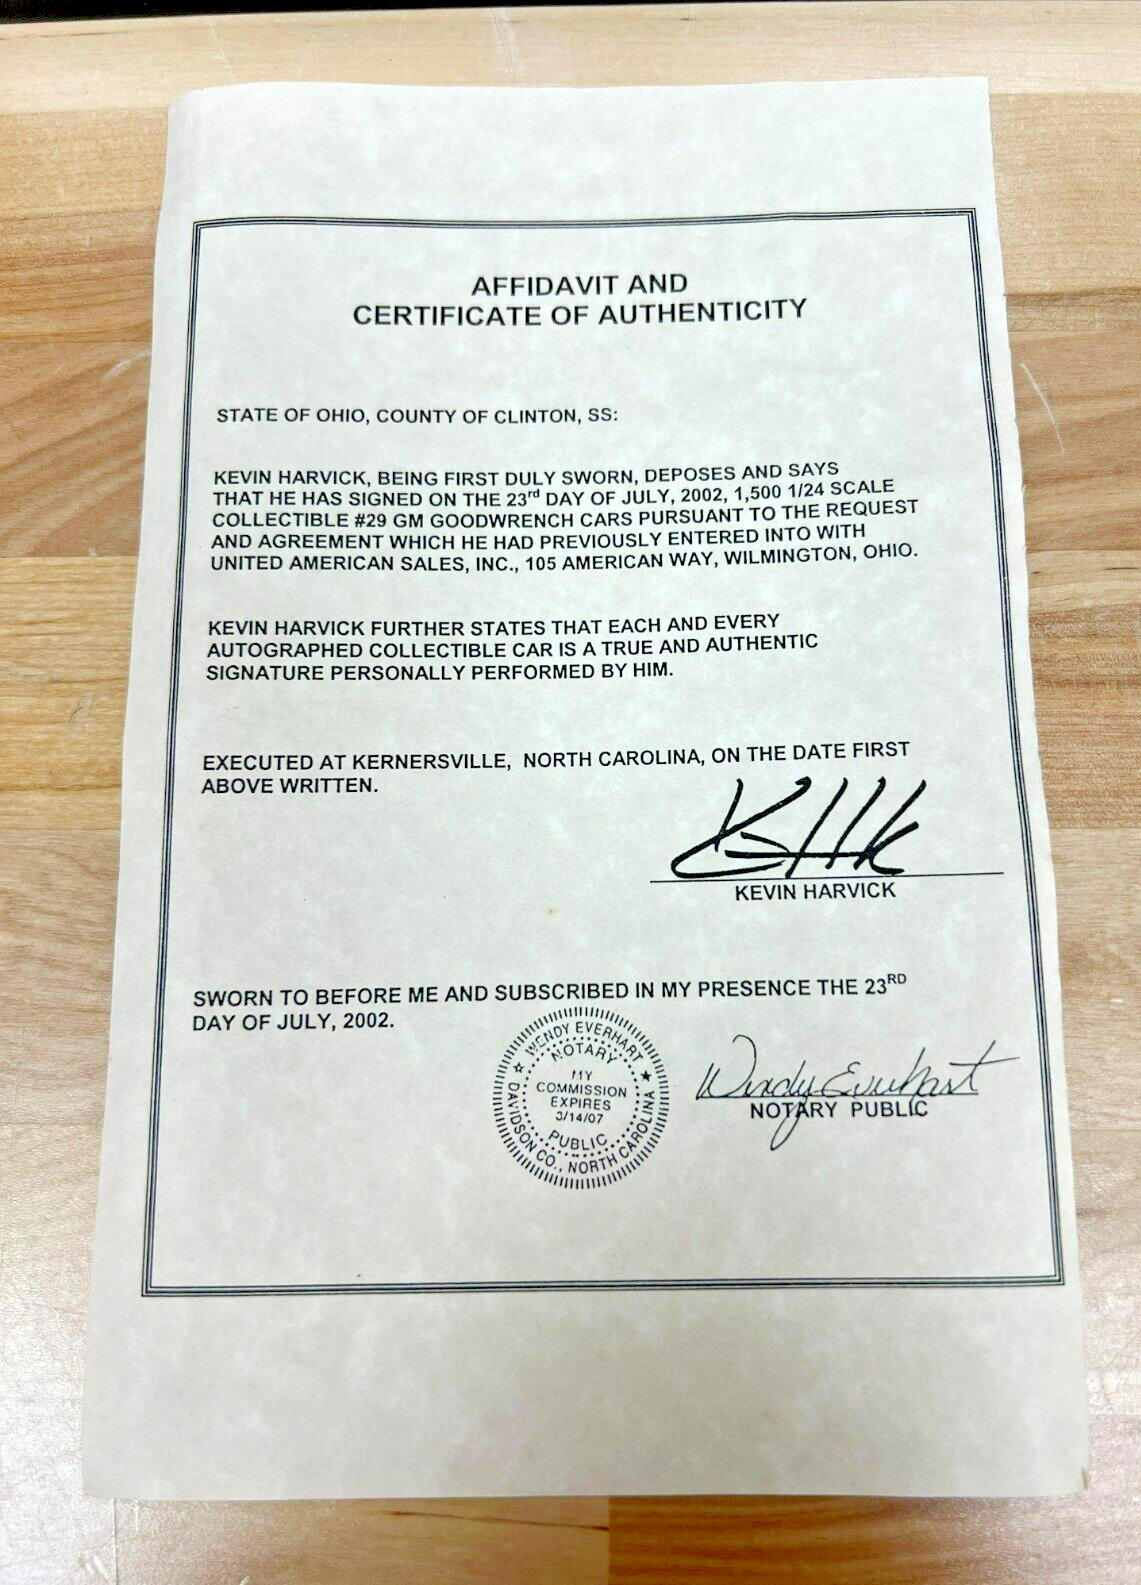 AFFIDAVIT AND
CERTIFICATE OF AUTHENTICITY
STATE OF OHIO, COUNTY OF CLINTON, SS:
KEVIN HARVICK, BEING FIRST DULY SWORN, DEPOSES AND SAYS
THAT HE HAS SIGNED ON THE 23rd DAY OF JULY, 2002, 1,500 1/24 SCALE
COLLECTIBLE #29 GM GOODWRENCH CARS PURSUANT TO THE REQUEST
AND AGREEMENT WHICH HE HAD PREVIOUSLY ENTERED INTO WITH
UNITED AMERICAN SALES, INC., 105 AMERICAN WAY, WILMINGTON, OHIO.
KEVIN HARVICK FURTHER STATES THAT EACH AND EVERY
AUTOGRAPHED COLLECTIBLE CAR IS A TRUE AND AUTHENTIC
SIGNATURE PERSONALLY PERFORMED BY HIM.
EXECUTED AT KERNERSVILLE, NORTH CAROLINA, ON THE DATE FIRST
ABOVE WRITTEN.
KEVIN HARVICK
SWORN TO BEFORE ME AND SUBSCRIBED IN MY PRESENCE THE 23RD
DAY OF JULY, 2002.
WENDY EVERHART
NOTARY
MY
COMMISSION
EXPIRES
3/14/07
PUBLIC
DAVIDSON CO., NORTH CAROLINA
Wendy Everhart
NOTARY PUBLIC